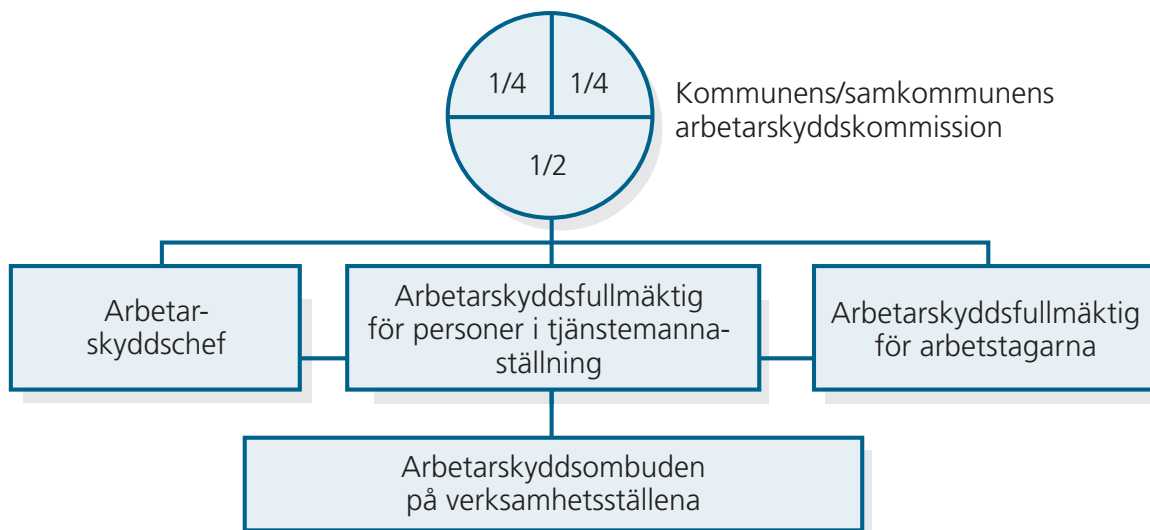 1/4
1/4
1/2
Kommunens/samkommunens
arbetarskyddskommission
Arbetar-
skyddschef
Arbetarskyddsfullmäktig
för personer i tjänstemanna-
ställning
Arbetarskyddsfullmäktig
för arbetstagarna
Arbetarskyddsombuden
på verksamhetsställena